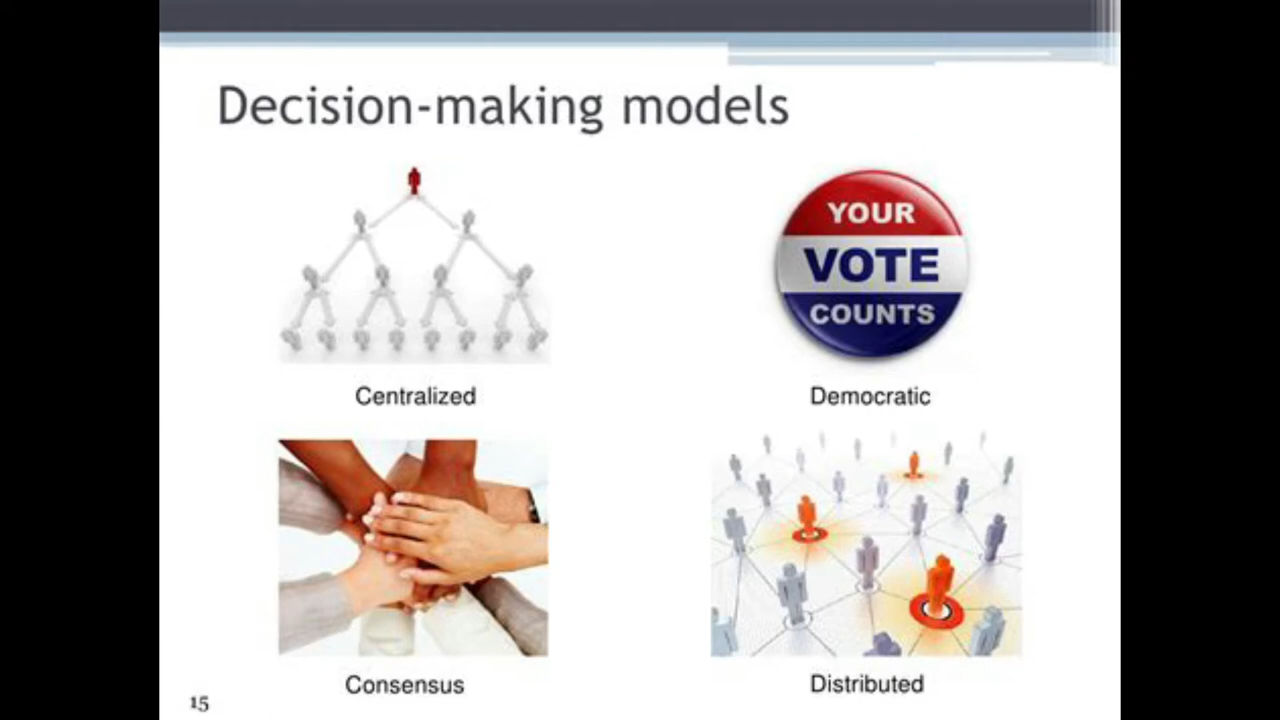 Decision-making models
YOUR
VOTE
COUNTS
Centralized
Democratic
Consensus
Distributed
15